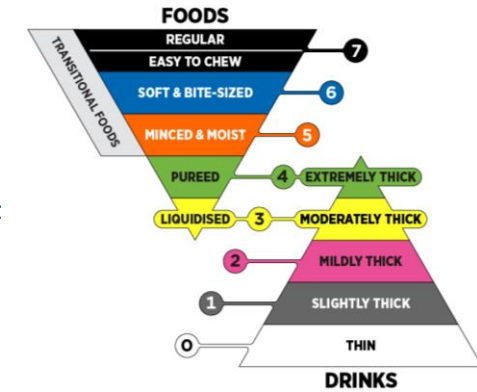 FOODS
REGULAR
7
EASY TO CHEW
TRANSITIONAL FOODS
SOFT & BITE-SIZED
6
MINCED & MOIST
5
PUREED
4
EXTREMELY THICK
LIQUIDISED
3
MODERATELY THICK
2
MILDLY THICK
1
SLIGHTLY THICK
0
THIN
DRINKS